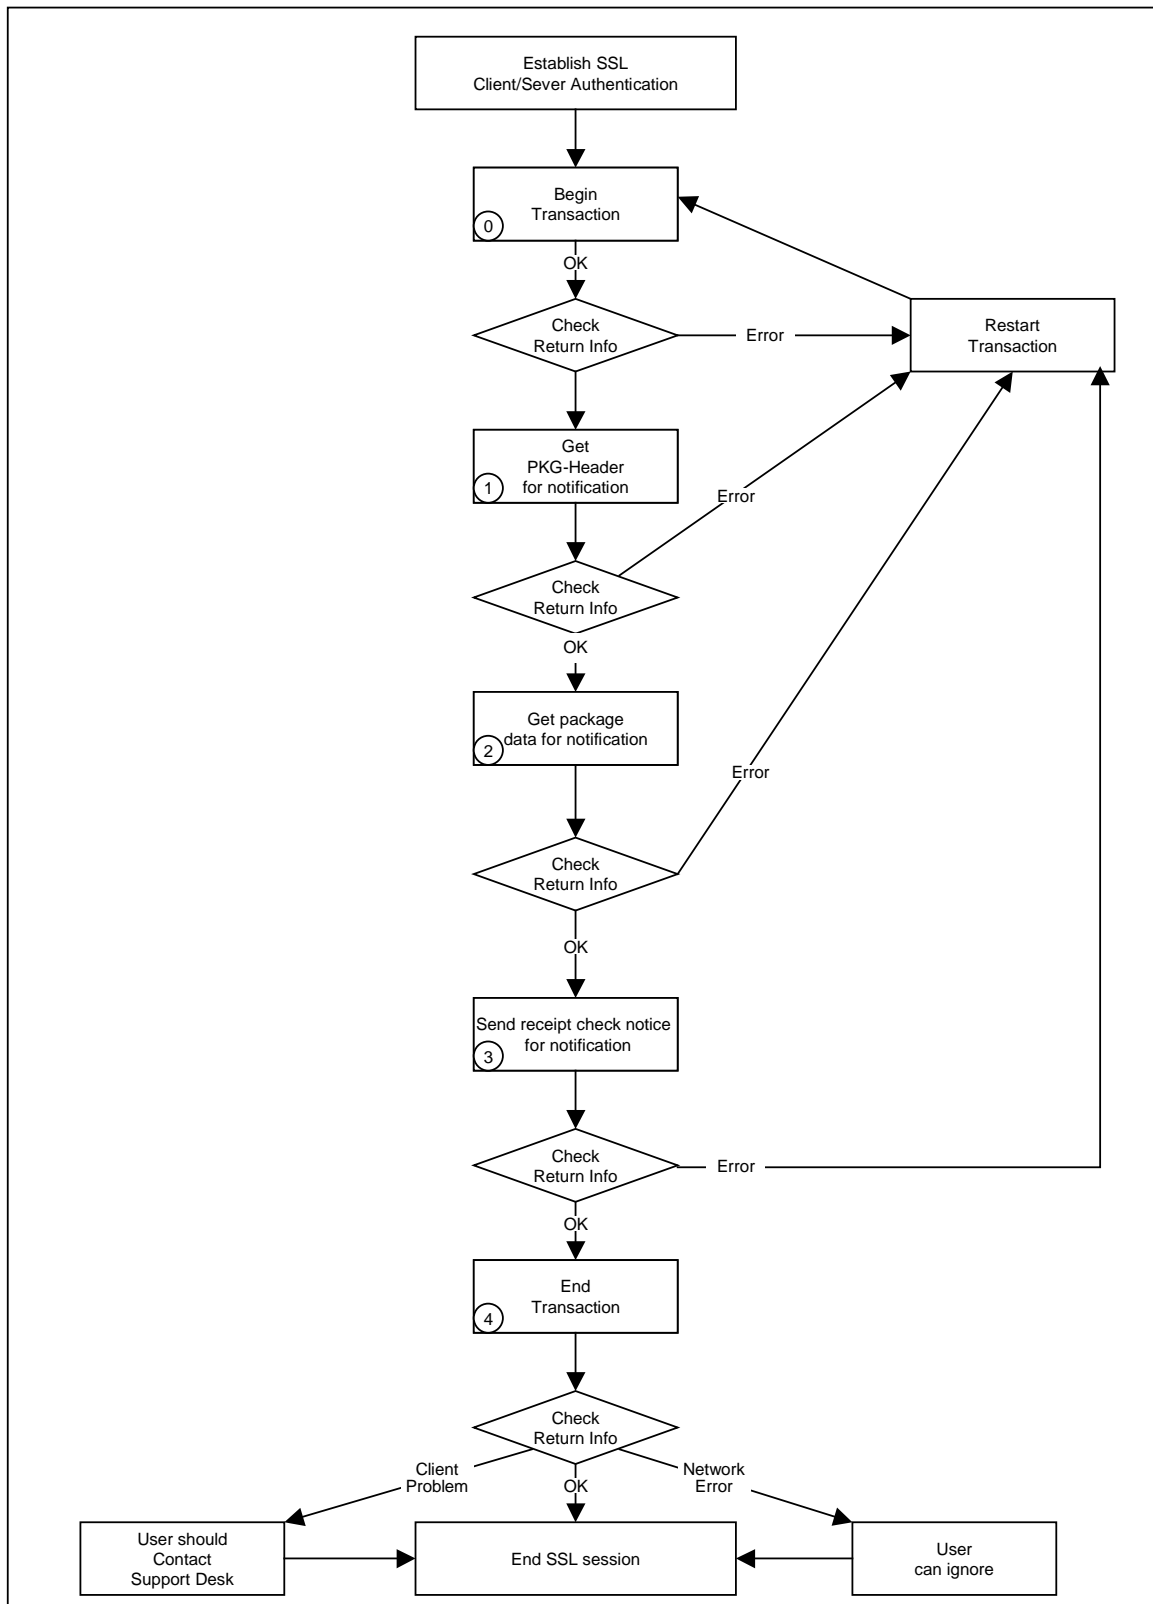 Establish SSL
Client/Sever Authentication
Begin
Transaction
0
OK
Check
Return Info
Error
Restart
Transaction
Get
PKG-Header
for notification
1
Error
Check
Return Info
OK
Get package
data for notification
2
Error
Check
Return Info
OK
Send receipt check notice
for notification
3
Check
Return Info
Error
OK
End
Transaction
4
Check
Return Info
Client
Problem
OK
Network
Error
User should
Contact
Support Desk
End SSL session
User
can ignore